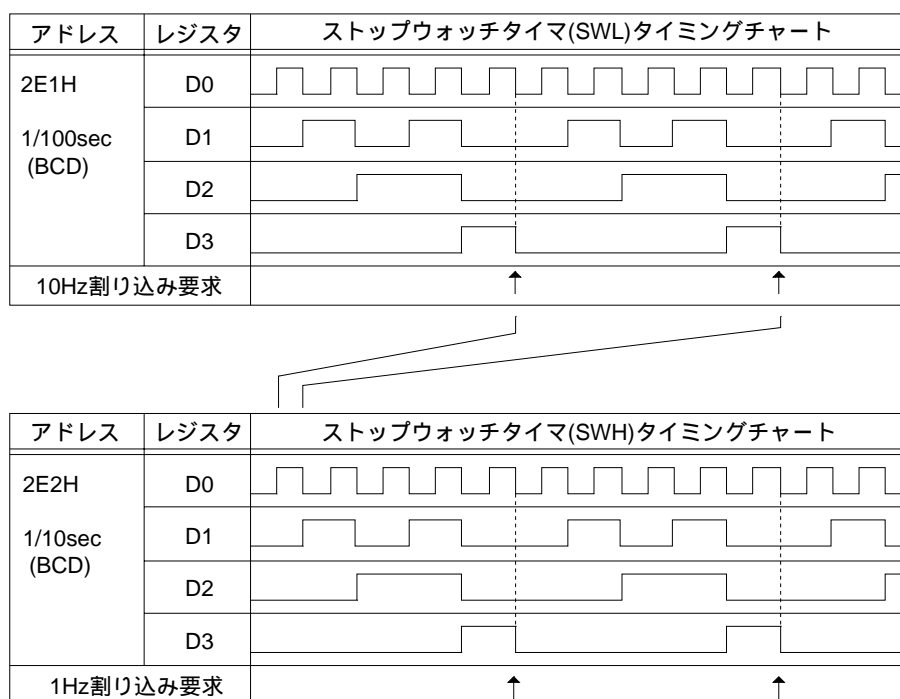 アドレス レジスタ ストップウォッチタイマ(SWL)タイミングチャート
2E1H D0
1/100sec D1
(BCD)
D2
D3
10Hz割り込み要求
アドレス レジスタ ストップウォッチタイマ(SWH)タイミングチャート
2E2H D0
1/10sec D1
(BCD)
D2
D3
1Hz割り込み要求